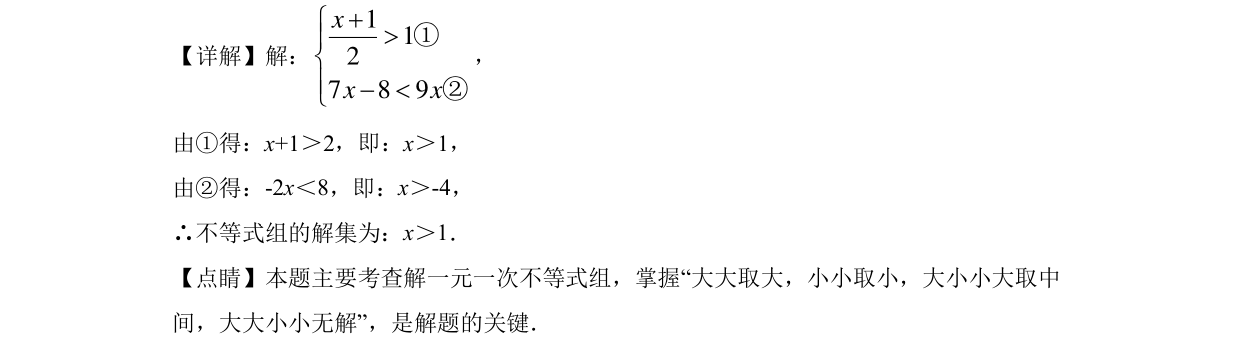 【详解】解：{(x+1)/2>1①
7x−8<9x②，
由①得：x+1＞2，即：x＞1，
由②得：-2x＜8，即：x＞-4，
∴不等式组的解集为：x＞1．
【点睛】本题主要考查解一元一次不等式组，掌握“大大取大，小小取小，大小小大取中
间，大大小小无解”，是解题的关键．